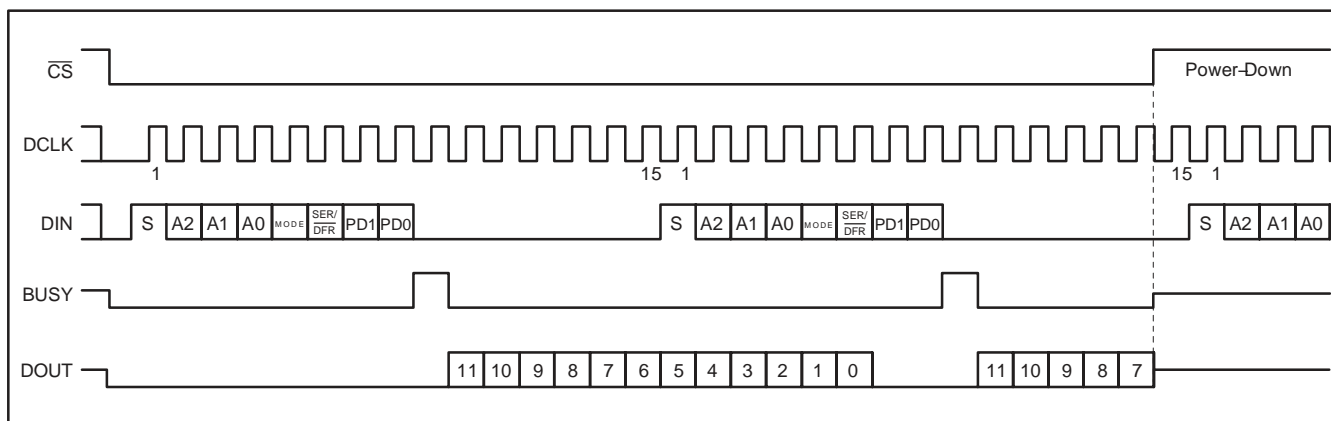 CS
Power-Down
DCLK
1
15
1
15
1
DIN
S A2 A1 A0 MODE SER/DFR PD1 PD0
S A2 A1 A0 MODE SER/DFR PD1 PD0
S A2 A1 A0
BUSY
DOUT
11 10 9 8 7 6 5 4 3 2 1 0
11 10 9 8 7